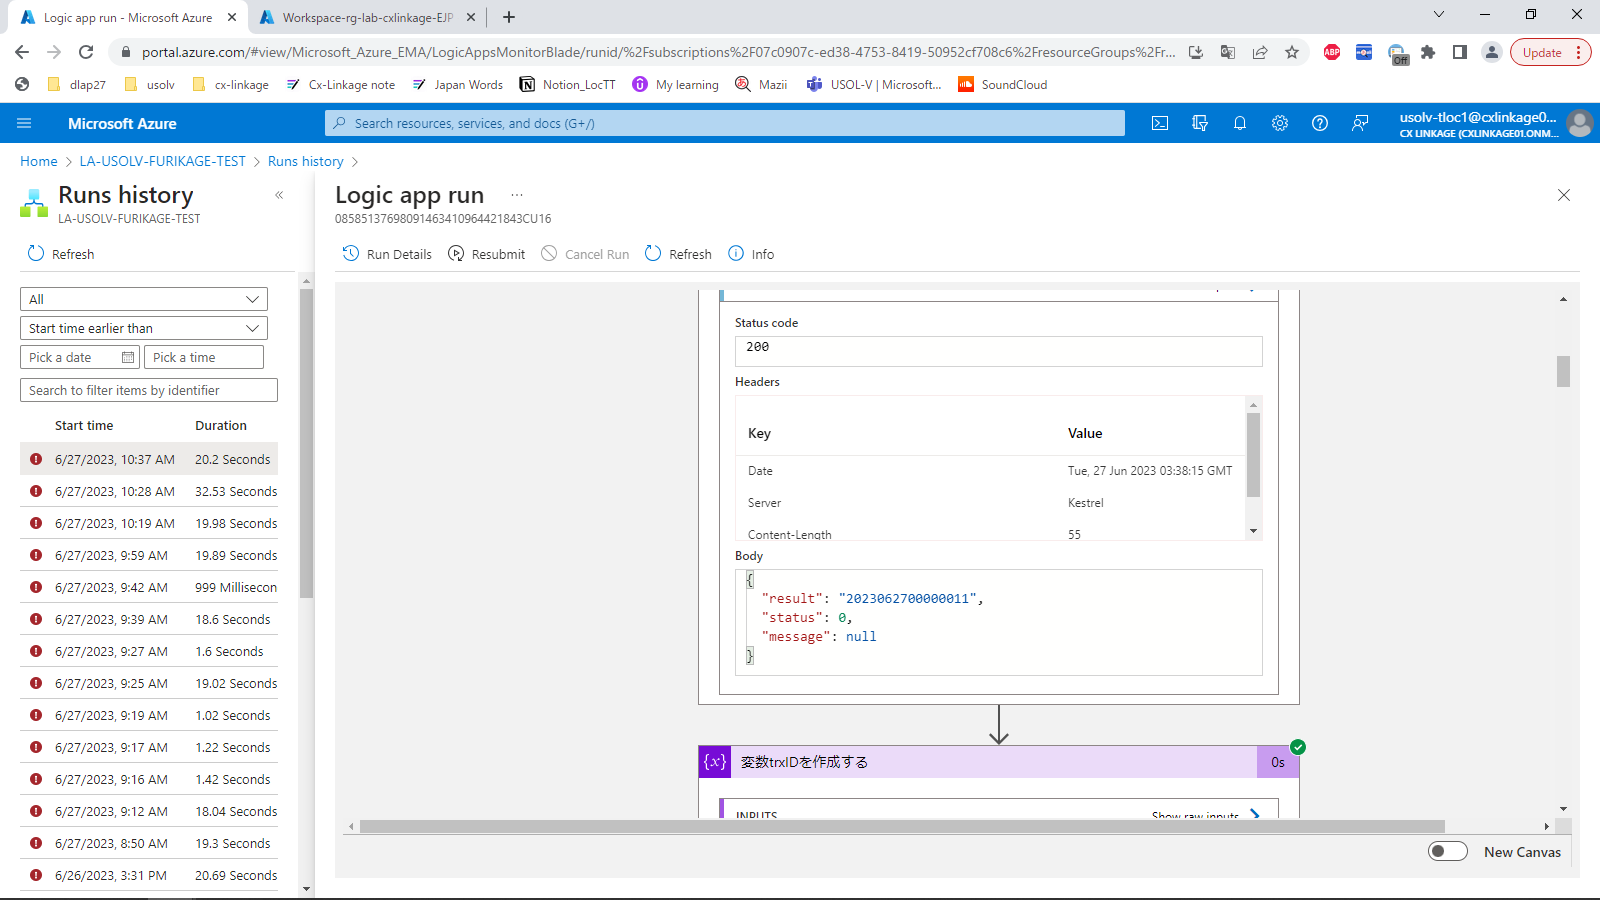 Logic app run - Microsoft Azure
Workspace-rg-lab-cxlinkage-EJP
portal.azure.com/#view/Microsoft_Azure_EMA/LogicAppsMonitorBlade/runid/%2Fsubscriptions%2F07c0907c-ed38-4753-8419-50952cf708c6%2FresourceGroups%2Fr...
ABP
Off
Update
dlap27
usolv
cx-linkage
Cx-Linkage note
Japan Words
Notion_LocTT
My learning
Mazii
USOL-V | Microsoft...
SoundCloud
Microsoft Azure
Search resources, services, and docs (G+/)
usolv-tloc1@cxlinkage0...
CX LINKAGE (CXLINKAGE01.ONM...
Home > LA-USOLV-FURIKAGE-TEST > Runs history >
Runs history
LA-USOLV-FURIKAGE-TEST
Refresh
All
Start time earlier than
Pick a date
Pick a time
Search to filter items by identifier
Start time Duration
6/27/2023, 10:37 AM 20.2 Seconds
6/27/2023, 10:28 AM 32.53 Seconds
6/27/2023, 10:19 AM 19.98 Seconds
6/27/2023, 9:59 AM 19.89 Seconds
6/27/2023, 9:42 AM 999 Millisecon
6/27/2023, 9:39 AM 18.6 Seconds
6/27/2023, 9:27 AM 1.6 Seconds
6/27/2023, 9:25 AM 19.02 Seconds
6/27/2023, 9:19 AM 1.02 Seconds
6/27/2023, 9:17 AM 1.22 Seconds
6/27/2023, 9:16 AM 1.42 Seconds
6/27/2023, 9:12 AM 18.04 Seconds
6/27/2023, 8:50 AM 19.3 Seconds
6/26/2023, 3:31 PM 20.69 Seconds
Logic app run ...
08585137698091463410964421843CU16
Run Details
Resubmit
Cancel Run
Refresh
Info
Status code
200
Headers
Key Value
Date Tue, 27 Jun 2023 03:38:15 GMT
Server Kestrel
Content-Length 55
Body
{
"result": "2023062700000011",
"status": 0,
"message": null
}
{x} 変数trxIDを作成する 0s
INPUTS Show raw inputs
New Canvas